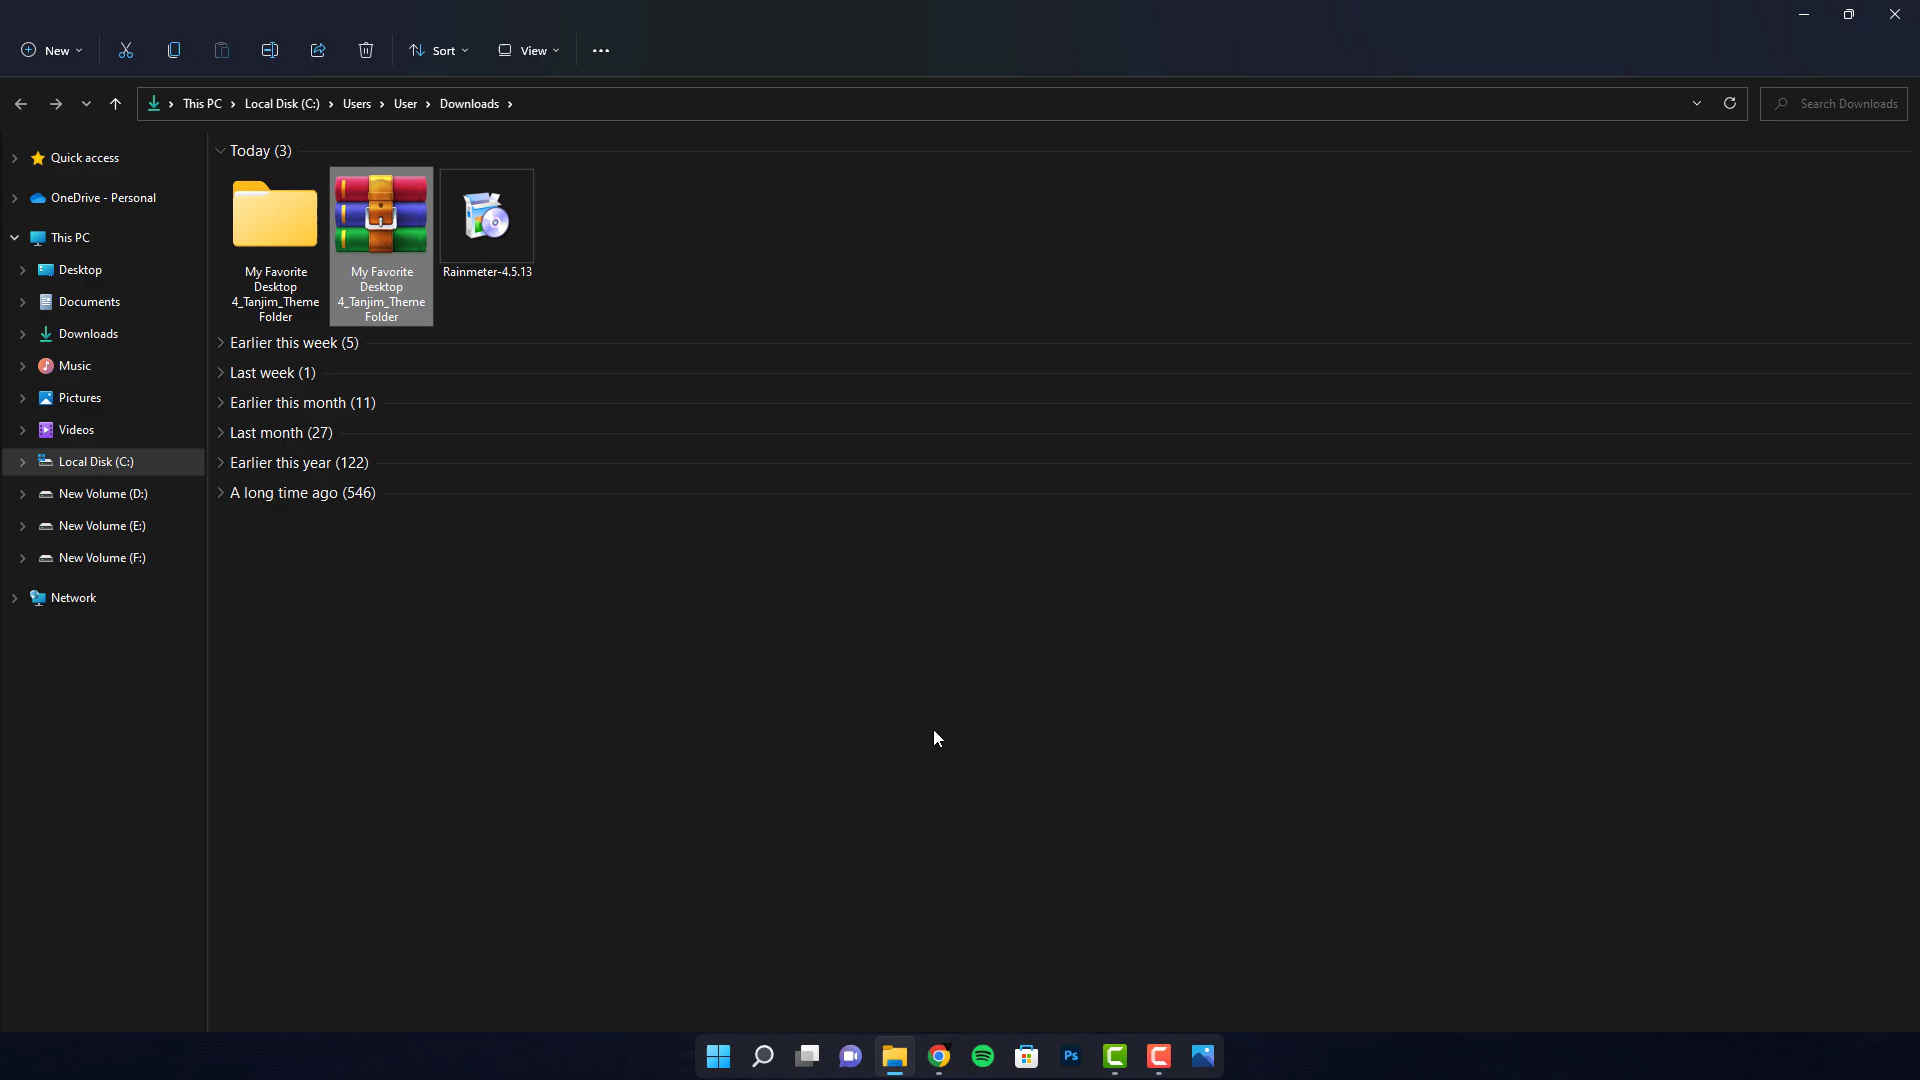 New
Sort
View
This PC
Local Disk (C:)
Users
User
Downloads
Search Downloads
Quick access
OneDrive - Personal
This PC
Desktop
Documents
Downloads
Music
Pictures
Videos
Local Disk (C:)
New Volume (D:)
New Volume (E:)
New Volume (F:)
Network
Today (3)
My Favorite
Desktop
4_Tanjim_Theme
Folder
My Favorite
Desktop
4_Tanjim_Theme
Folder
Rainmeter-4.5.13
Earlier this week (5)
Last week (1)
Earlier this month (11)
Last month (27)
Earlier this year (122)
A long time ago (546)
Ps